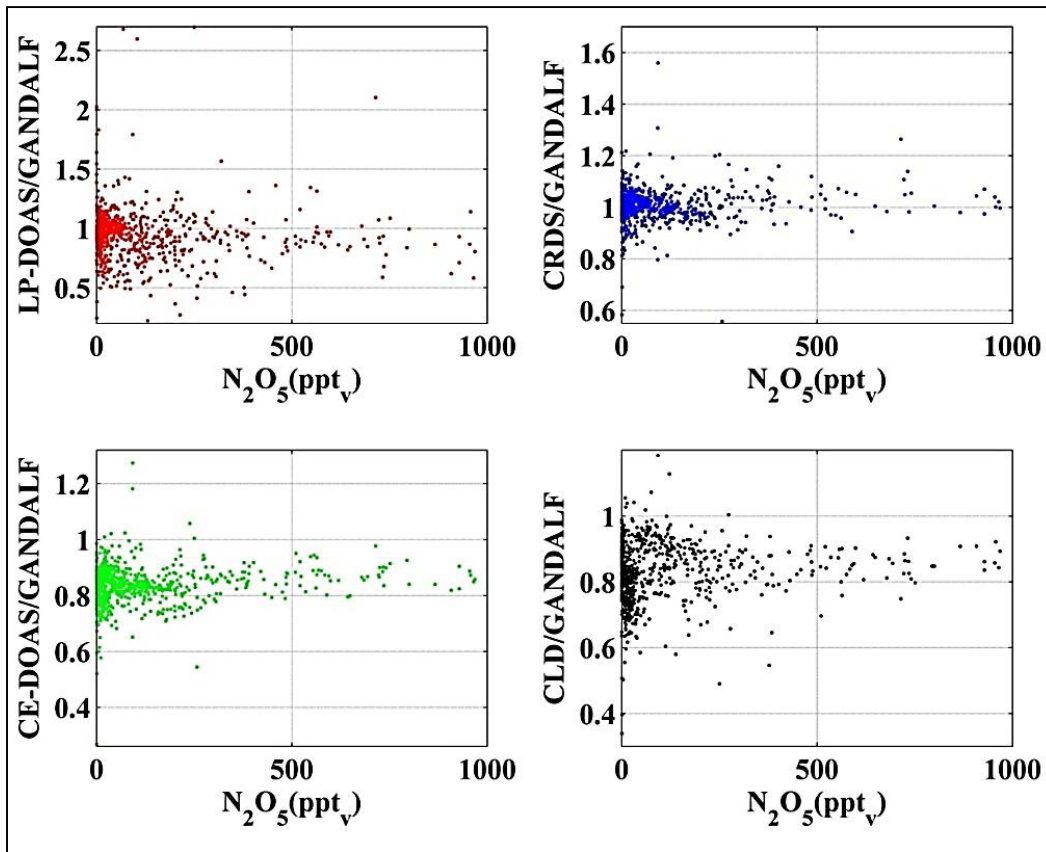 LP-DOAS/GANDALF
2.5
2
1.5
1
0.5
0 500 1000
N₂O₅(pptᵥ)
CRDS/GANDALF
1.6
1.4
1.2
1
0.8
0.6
0 500 1000
N₂O₅(pptᵥ)
CE-DOAS/GANDALF
1.2
1
0.8
0.6
0.4
0 500 1000
N₂O₅(pptᵥ)
CLD/GANDALF
1
0.8
0.6
0.4
0 500 1000
N₂O₅(pptᵥ)